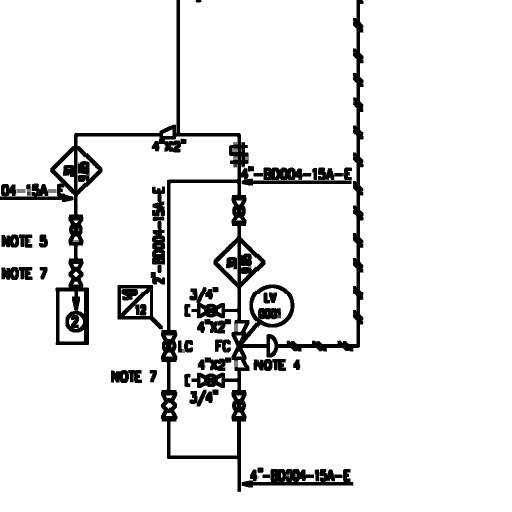 4"X2"
4"-BD004-15A-E
04-15A-E
2"-BD004-15A-E
NOTE 5
NOTE 7
3/4"
SP
12
LV
0001
2
4"X2"
LC
FC
4"X2"
NOTE 4
NOTE 7
3/4"
4"-BD004-15A-E